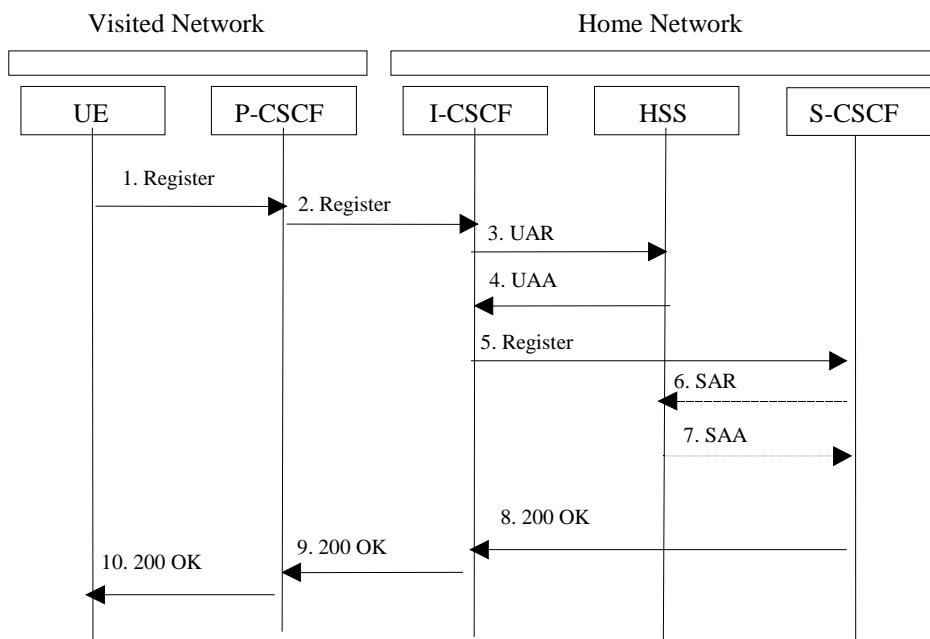 Visited Network
Home Network
UE
P-CSCF
I-CSCF
HSS
S-CSCF
1. Register
2. Register
3. UAR
4. UAA
5. Register
6. SAR
7. SAA
8. 200 OK
9. 200 OK
10. 200 OK